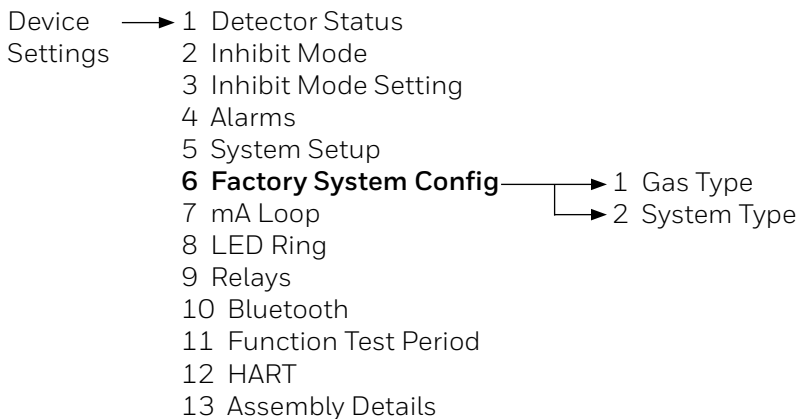 Device
Settings
1 Detector Status
2 Inhibit Mode
3 Inhibit Mode Setting
4 Alarms
5 System Setup
6 Factory System Config
7 mA Loop
8 LED Ring
9 Relays
10 Bluetooth
11 Function Test Period
12 HART
13 Assembly Details
1 Gas Type
2 System Type